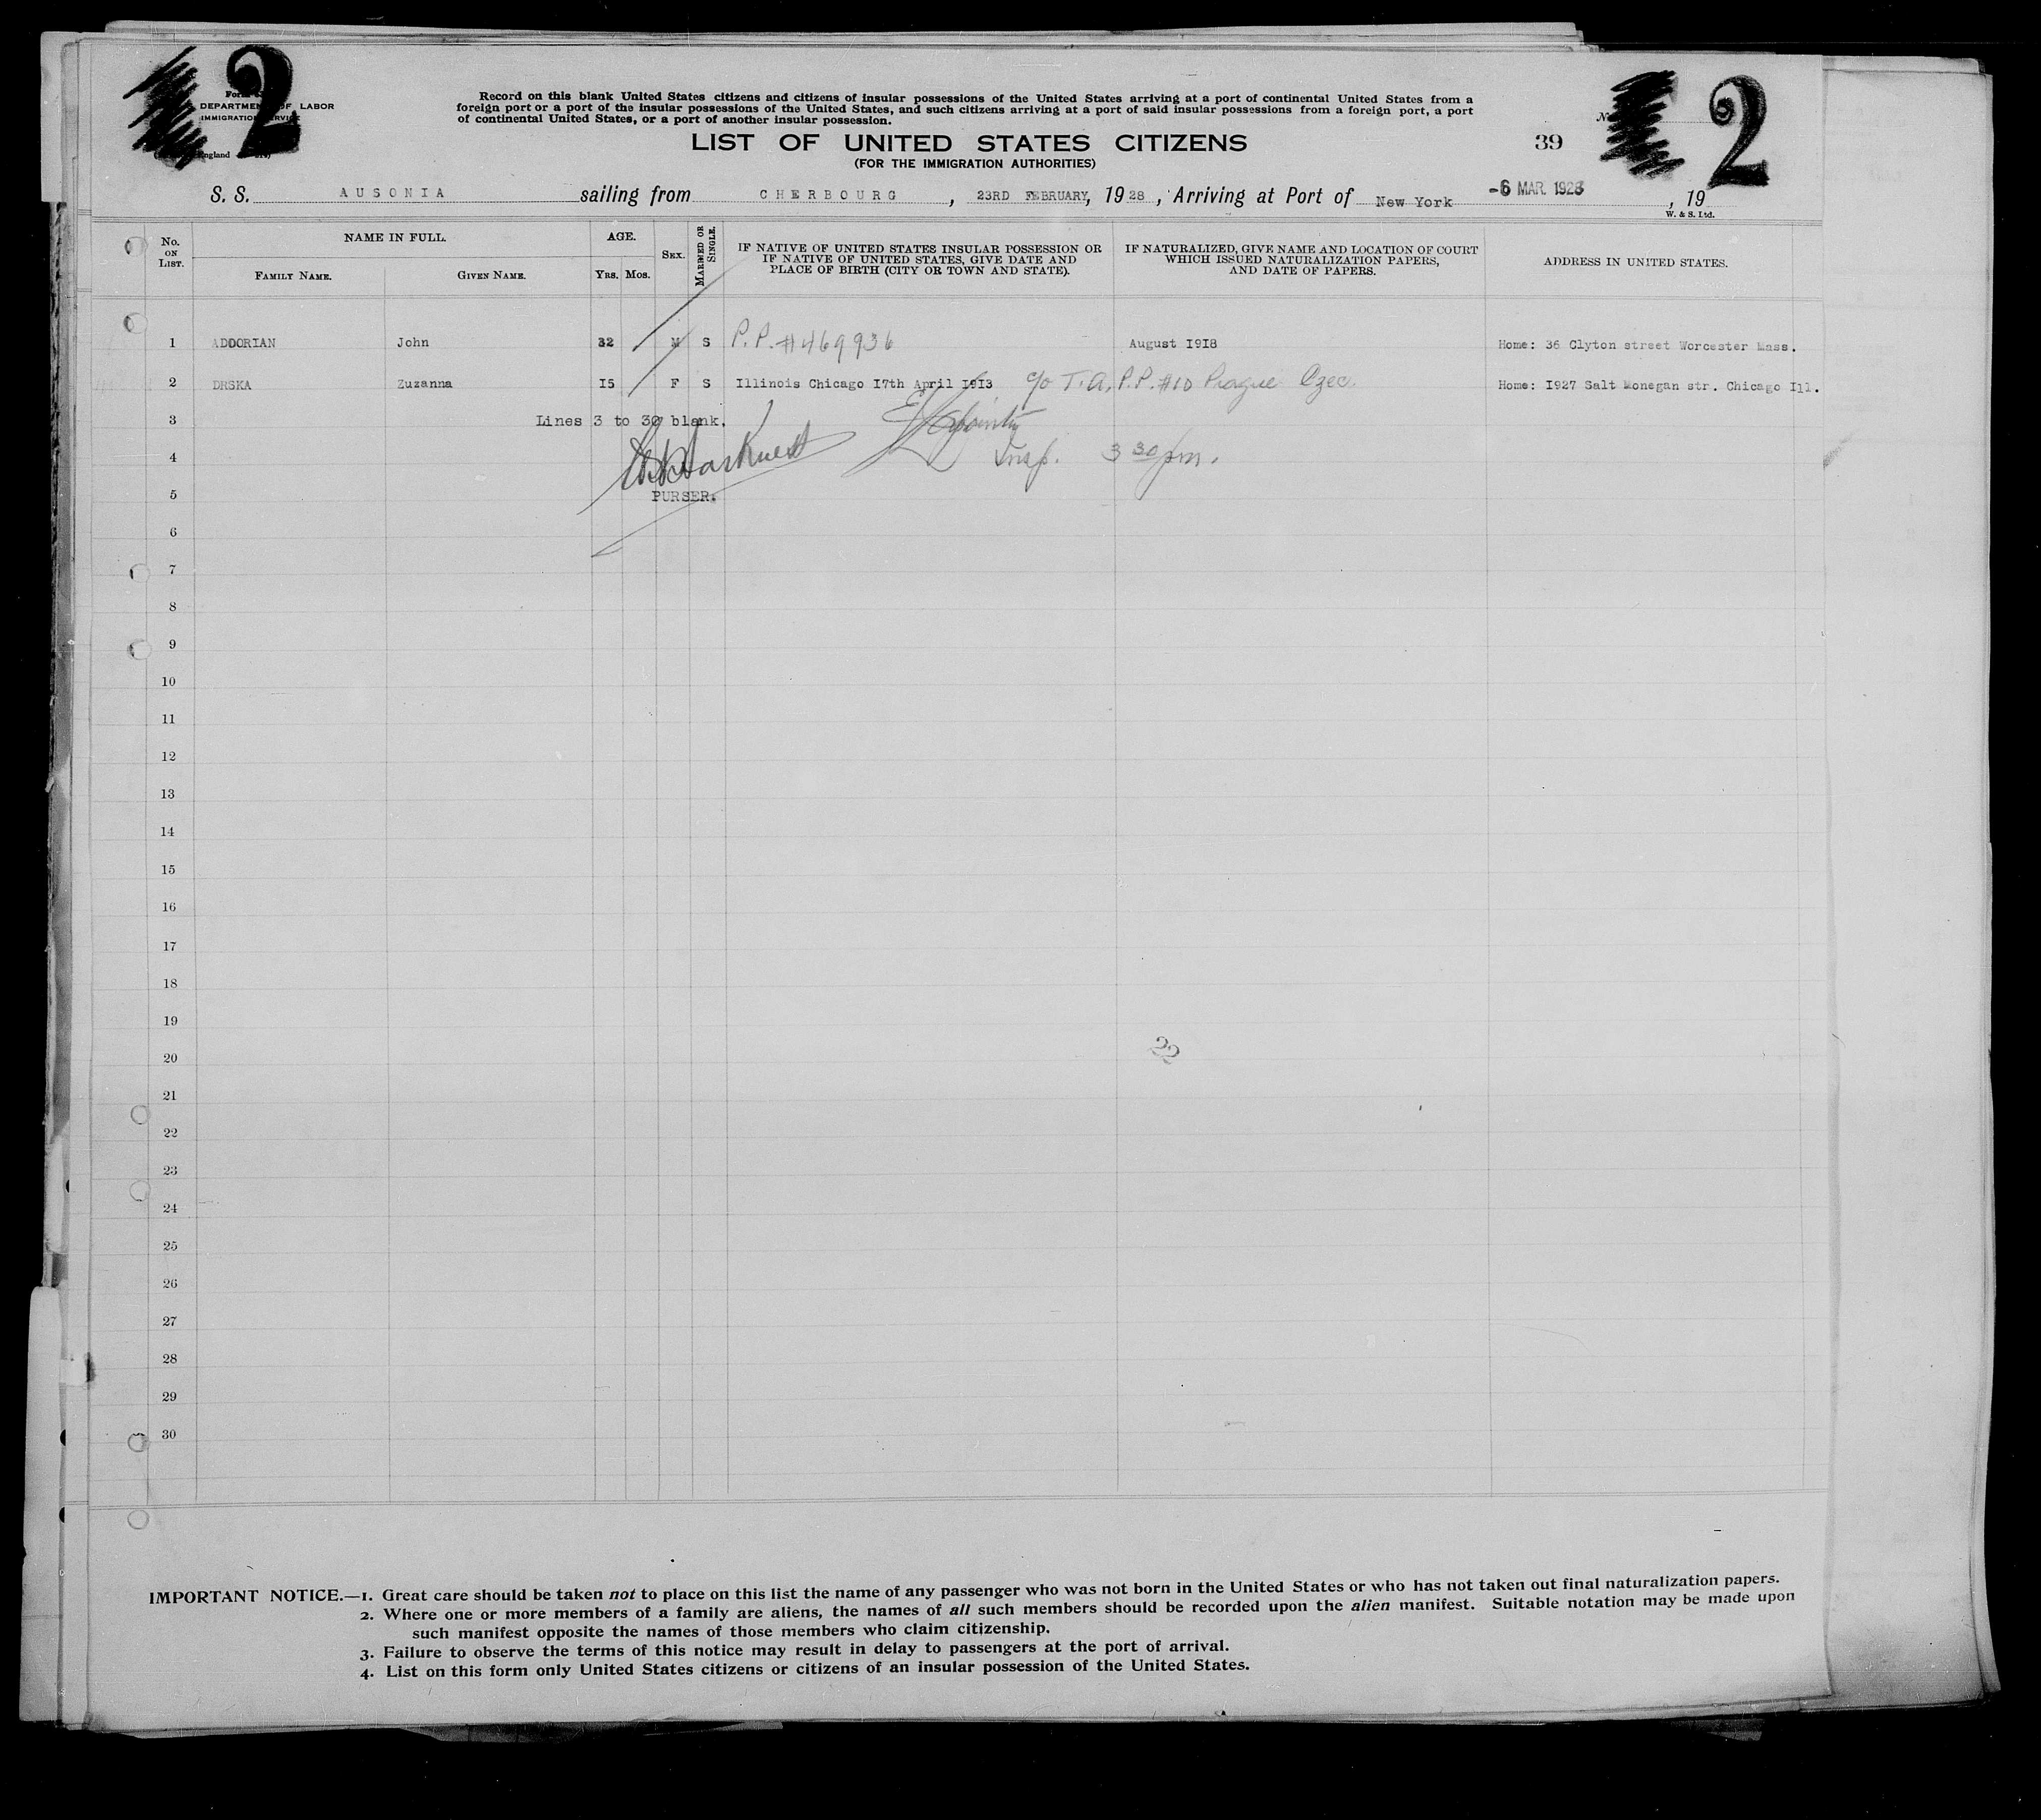 2
2
DEPARTMENT OF LABOR
IMMIGRATION SERVICE
England
Record on this blank United States citizens and citizens of insular possessions of the United States arriving at a port of continental United States from a
foreign port or a port of the insular possessions of the United States, and such citizens arriving at a port of said insular possessions from a foreign port, a port
of continental United States, or a port of another insular possession.
LIST OF UNITED STATES CITIZENS
(FOR THE IMMIGRATION AUTHORITIES)
39
S. S. AUSONIA sailing from CHERBOURG, 23RD FEBRUARY, 1928, Arriving at Port of New York -6 MAR. 1928, 19
W. & S. Ltd.
No. ON LIST.
NAME IN FULL.
FAMILY NAME. GIVEN NAME.
AGE.
YRS. MOS.
SEX.
MARRIED OR SINGLE.
IF NATIVE OF UNITED STATES INSULAR POSSESSION OR
IF NATIVE OF UNITED STATES, GIVE DATE AND
PLACE OF BIRTH (CITY OR TOWN AND STATE).
IF NATURALIZED, GIVE NAME AND LOCATION OF COURT
WHICH ISSUED NATURALIZATION PAPERS,
AND DATE OF PAPERS.
ADDRESS IN UNITED STATES.
1 ADDORIAN John 32 M S P.P. #469936 August I9I8 Home: 36 Clyton street Worcester Mass.
2 DRSKA Zuzanna I5 F S Illinois Chicago I7th April I9I3 c/o T.A. P.P. #10 Prague Czec. Home: I927 Salt Monegan str. Chicago Ill.
3 Lines 3 to 30 blank.
4 Insp. 3 30 pm.
5 PURSER.
6
7
8
9
10
11
12
13
14
15
16
17
18
19
22
20
21
22
23
24
25
26
27
28
29
30
IMPORTANT NOTICE.—1. Great care should be taken not to place on this list the name of any passenger who was not born in the United States or who has not taken out final naturalization papers.
2. Where one or more members of a family are aliens, the names of all such members should be recorded upon the alien manifest. Suitable notation may be made upon
such manifest opposite the names of those members who claim citizenship.
3. Failure to observe the terms of this notice may result in delay to passengers at the port of arrival.
4. List on this form only United States citizens or citizens of an insular possession of the United States.